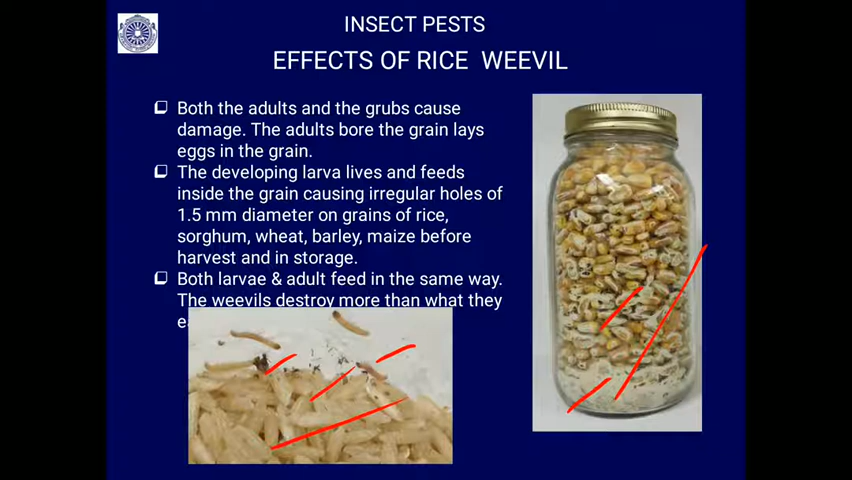 INSECT PESTS
EFFECTS OF RICE WEEVIL
Both the adults and the grubs cause
damage. The adults bore the grain lays
eggs in the grain.
The developing larva lives and feeds
inside the grain causing irregular holes of
1.5 mm diameter on grains of rice,
sorghum, wheat, barley, maize before
harvest and in storage.
Both larvae & adult feed in the same way.
The weevils destroy more than what they